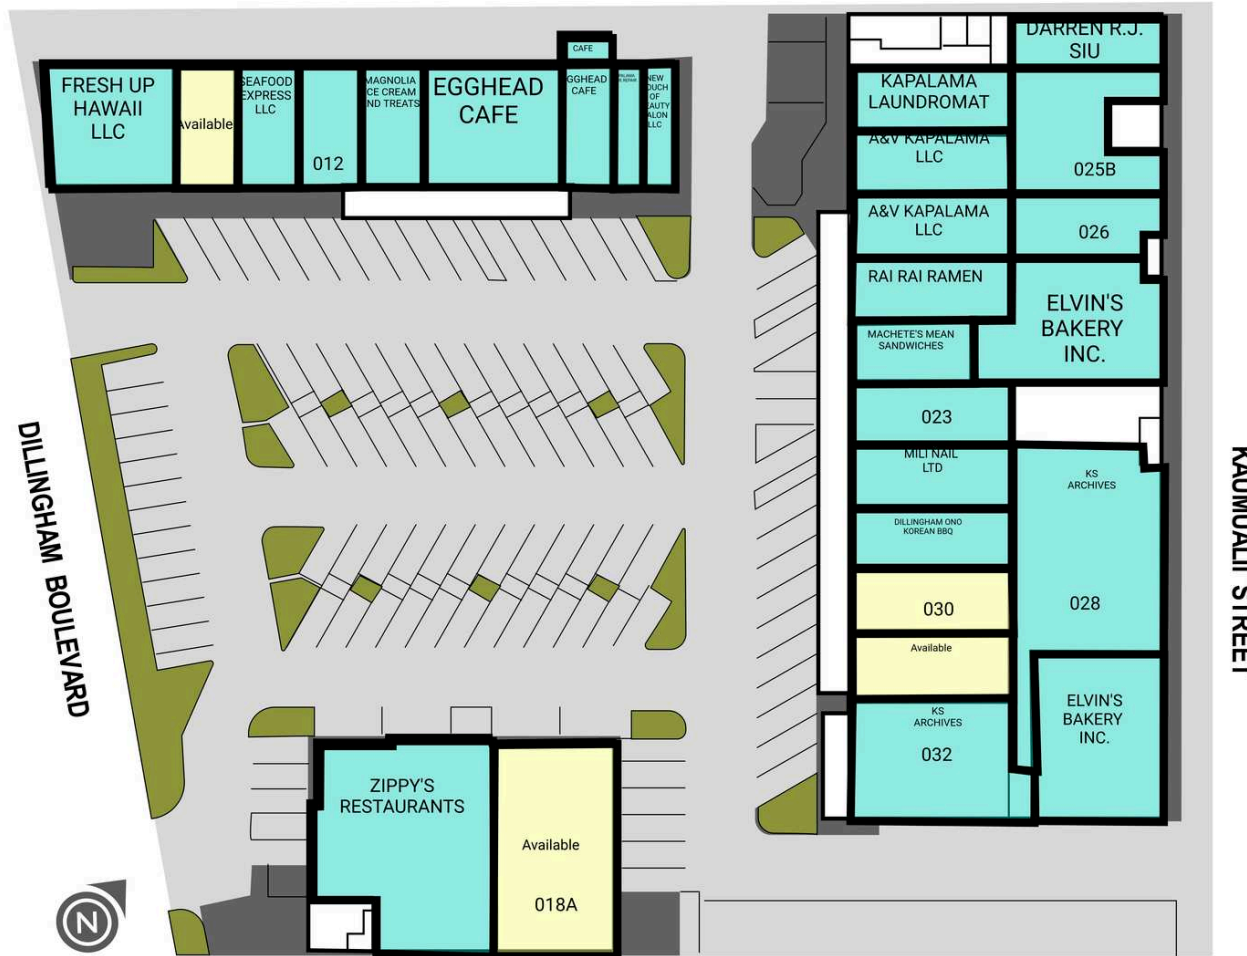 FRESH UP
HAWAII
LLC
Available
SEAFOOD
EXPRESS
LLC
012
MAGNOLIA
ICE CREAM
AND TREATS
EGGHEAD
CAFE
CAFE
EGGHEAD
CAFE
NEW
TOUCH
OF
BEAUTY
SALON
LLC
DARREN R.J.
SIU
KAPALAMA
LAUNDROMAT
A&V KAPALAMA
LLC
025B
A&V KAPALAMA
LLC
026
RAI RAI RAMEN
ELVIN'S
BAKERY
INC.
MACHETE'S MEAN
SANDWICHES
023
MILI NAIL
LTD
KS
ARCHIVES
028
DILLINGHAM ONO
KOREAN BBQ
030
Available
KS
ARCHIVES
032
ELVIN'S
BAKERY
INC.
ZIPPY'S
RESTAURANTS
Available
018A
DILLINGHAM BOULEVARD
KAUMUALII STREET
N